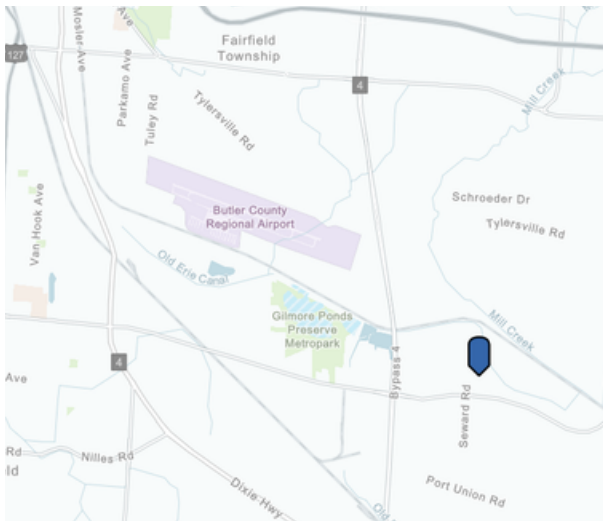 Mosler Ave
Ave
127
Parkamo Ave
Tuley Rd
Fairfield
Township
Tylersville Rd
4
Mill Creek
Van Hook Ave
Butler County
Regional Airport
Schroeder Dr
Tylersville Rd
Old Erie Canal
Gilmore Ponds
Preserve
Metropark
Mill Creek
4
Bypass 4
Ave
Seward Rd
Rd
ld
Nilles Rd
Dixie Hwy
Port Union Rd
Old